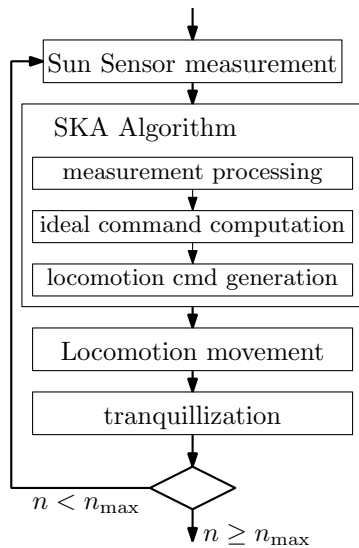 Sun Sensor measurement
SKA Algorithm
measurement processing
ideal command computation
locomotion cmd generation
Locomotion movement
tranquillization
n < n_max
n ≥ n_max